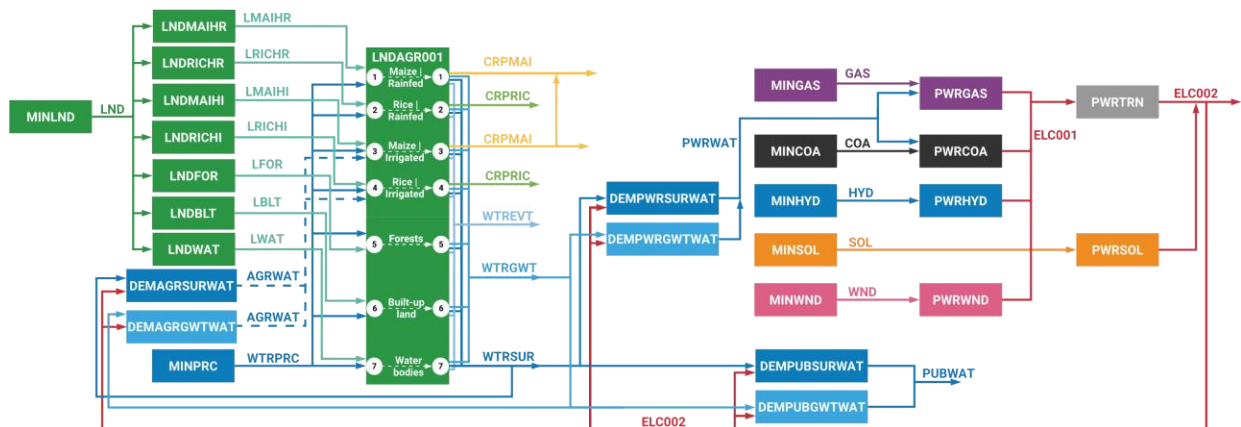 MINLND
LND
LNDMAIHR
LNDRICHR
LNDMAIHI
LNDRICHI
LNDFOR
LNDBLT
LNDWAT
LMAIHR
LRICHR
LMAIHI
LRICHI
LFOR
LBLT
LWAT
DEMAGRSURWAT
AGRWAT
DEMAGRGWTWAT
AGRWAT
MINPRC
WTRPRC
LNDAGR001
1 Maize | Rainfed 1
2 Rice | Rainfed 2
3 Maize | Irrigated 3
4 Rice | Irrigated 4
5 Forests 5
6 Built-up land 6
7 Water bodies 7
CRPMAI
CRPRIC
CRPMAI
CRPRIC
WTREVT
WTRGWT
WTRSUR
DEMPWRSURWAT
DEMPWRGWTWAT
PWRWAT
MINGAS
GAS
PWRGAS
MINCOA
COA
PWRCOA
MINHYD
HYD
PWRHYD
MINSOL
SOL
PWRSOL
MINWND
WND
PWRWND
ELC001
PWRTRN
ELC002
DEMPUBSURWAT
DEMPUBGWTWAT
PUBWAT
ELC002